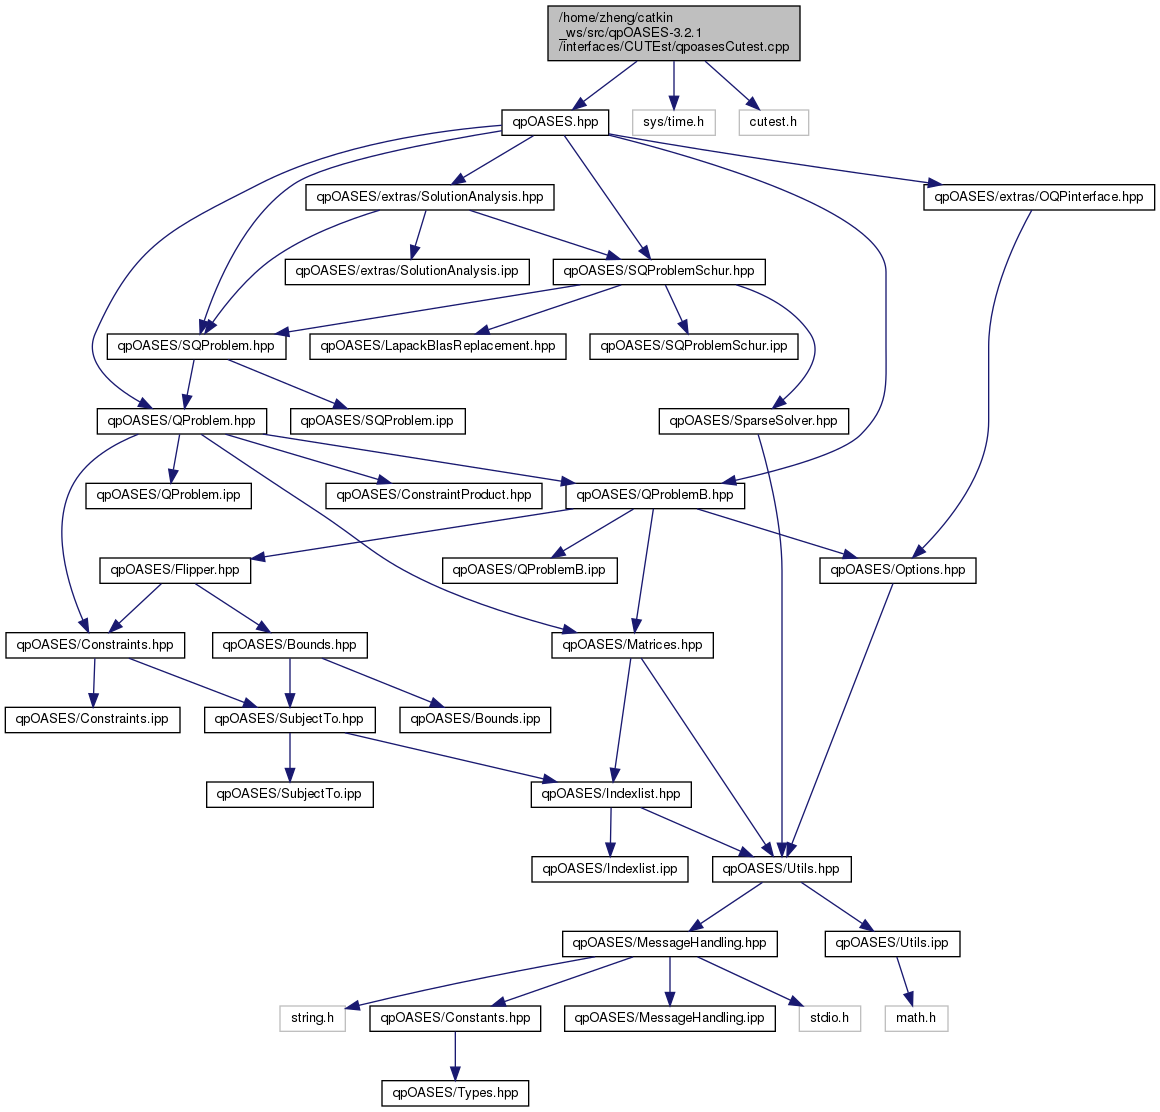 /home/zheng/catkin
_ws/src/qpOASES-3.2.1
/interfaces/CUTEst/qpoasesCutest.cpp
qpOASES.hpp
sys/time.h
cutest.h
qpOASES/extras/SolutionAnalysis.hpp
qpOASES/extras/OQPinterface.hpp
qpOASES/extras/SolutionAnalysis.ipp
qpOASES/SQProblemSchur.hpp
qpOASES/SQProblem.hpp
qpOASES/LapackBlasReplacement.hpp
qpOASES/SQProblemSchur.ipp
qpOASES/QProblem.hpp
qpOASES/SQProblem.ipp
qpOASES/SparseSolver.hpp
qpOASES/QProblem.ipp
qpOASES/ConstraintProduct.hpp
qpOASES/QProblemB.hpp
qpOASES/Flipper.hpp
qpOASES/QProblemB.ipp
qpOASES/Options.hpp
qpOASES/Constraints.hpp
qpOASES/Bounds.hpp
qpOASES/Matrices.hpp
qpOASES/Constraints.ipp
qpOASES/SubjectTo.hpp
qpOASES/Bounds.ipp
qpOASES/SubjectTo.ipp
qpOASES/Indexlist.hpp
qpOASES/Indexlist.ipp
qpOASES/Utils.hpp
qpOASES/MessageHandling.hpp
qpOASES/Utils.ipp
string.h
qpOASES/Constants.hpp
qpOASES/MessageHandling.ipp
stdio.h
math.h
qpOASES/Types.hpp